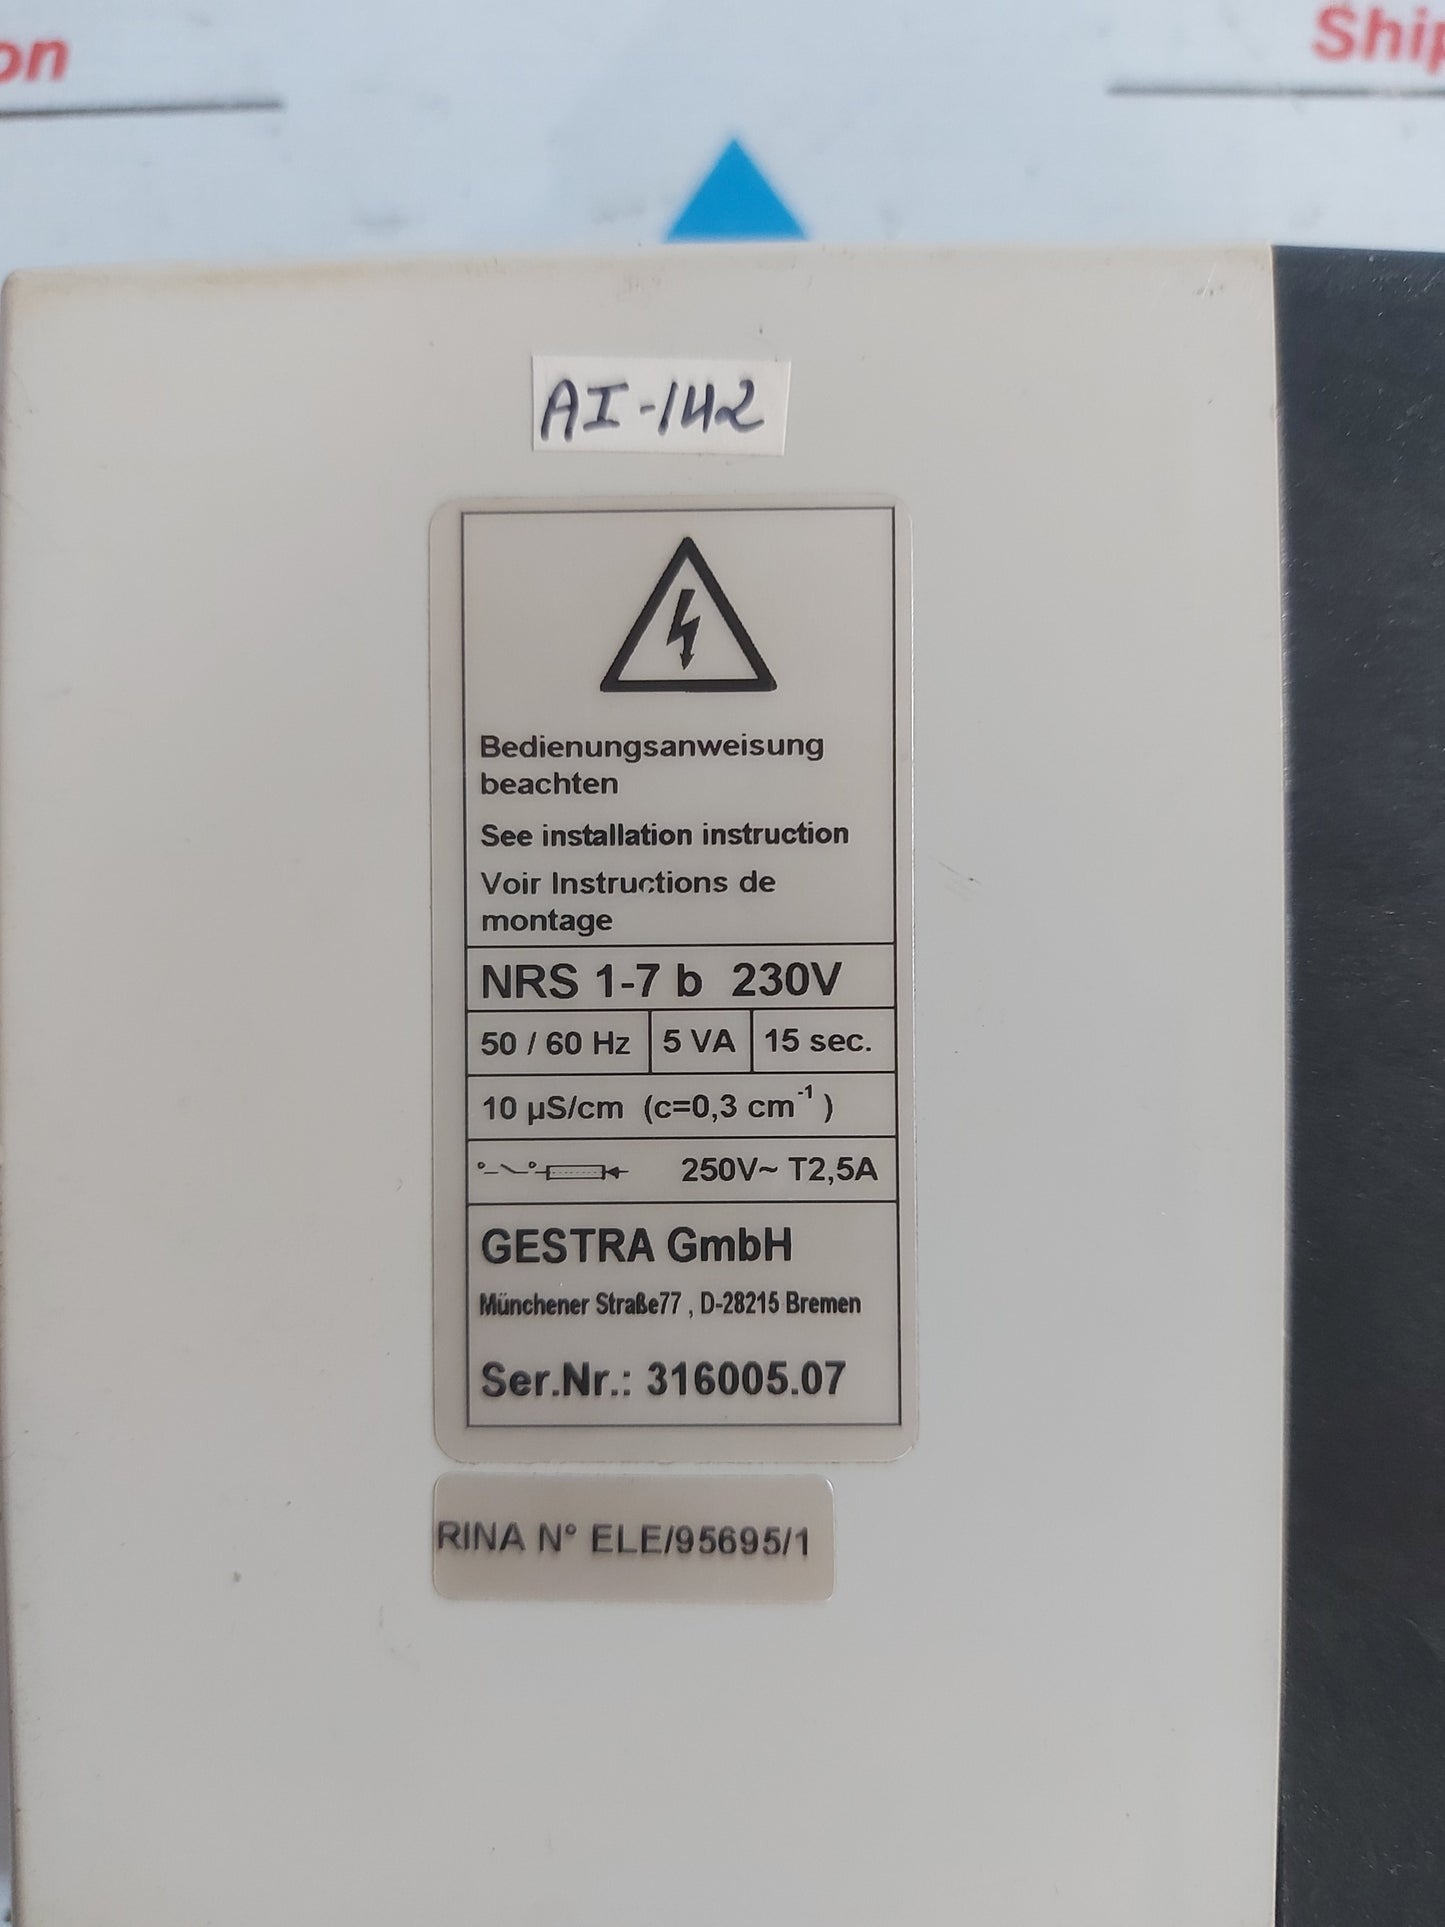 on
Ship
AI-142
Bedienungsanweisung
beachten
See installation instruction
Voir Instructions de
montage
NRS 1-7 b 230V
50 / 60 Hz 5 VA 15 sec.
10 µS/cm (c=0,3 cm⁻¹ )
250V~ T2,5A
GESTRA GmbH
Münchener Straße77 , D-28215 Bremen
Ser.Nr.: 316005.07
RINA N° ELE/95695/1